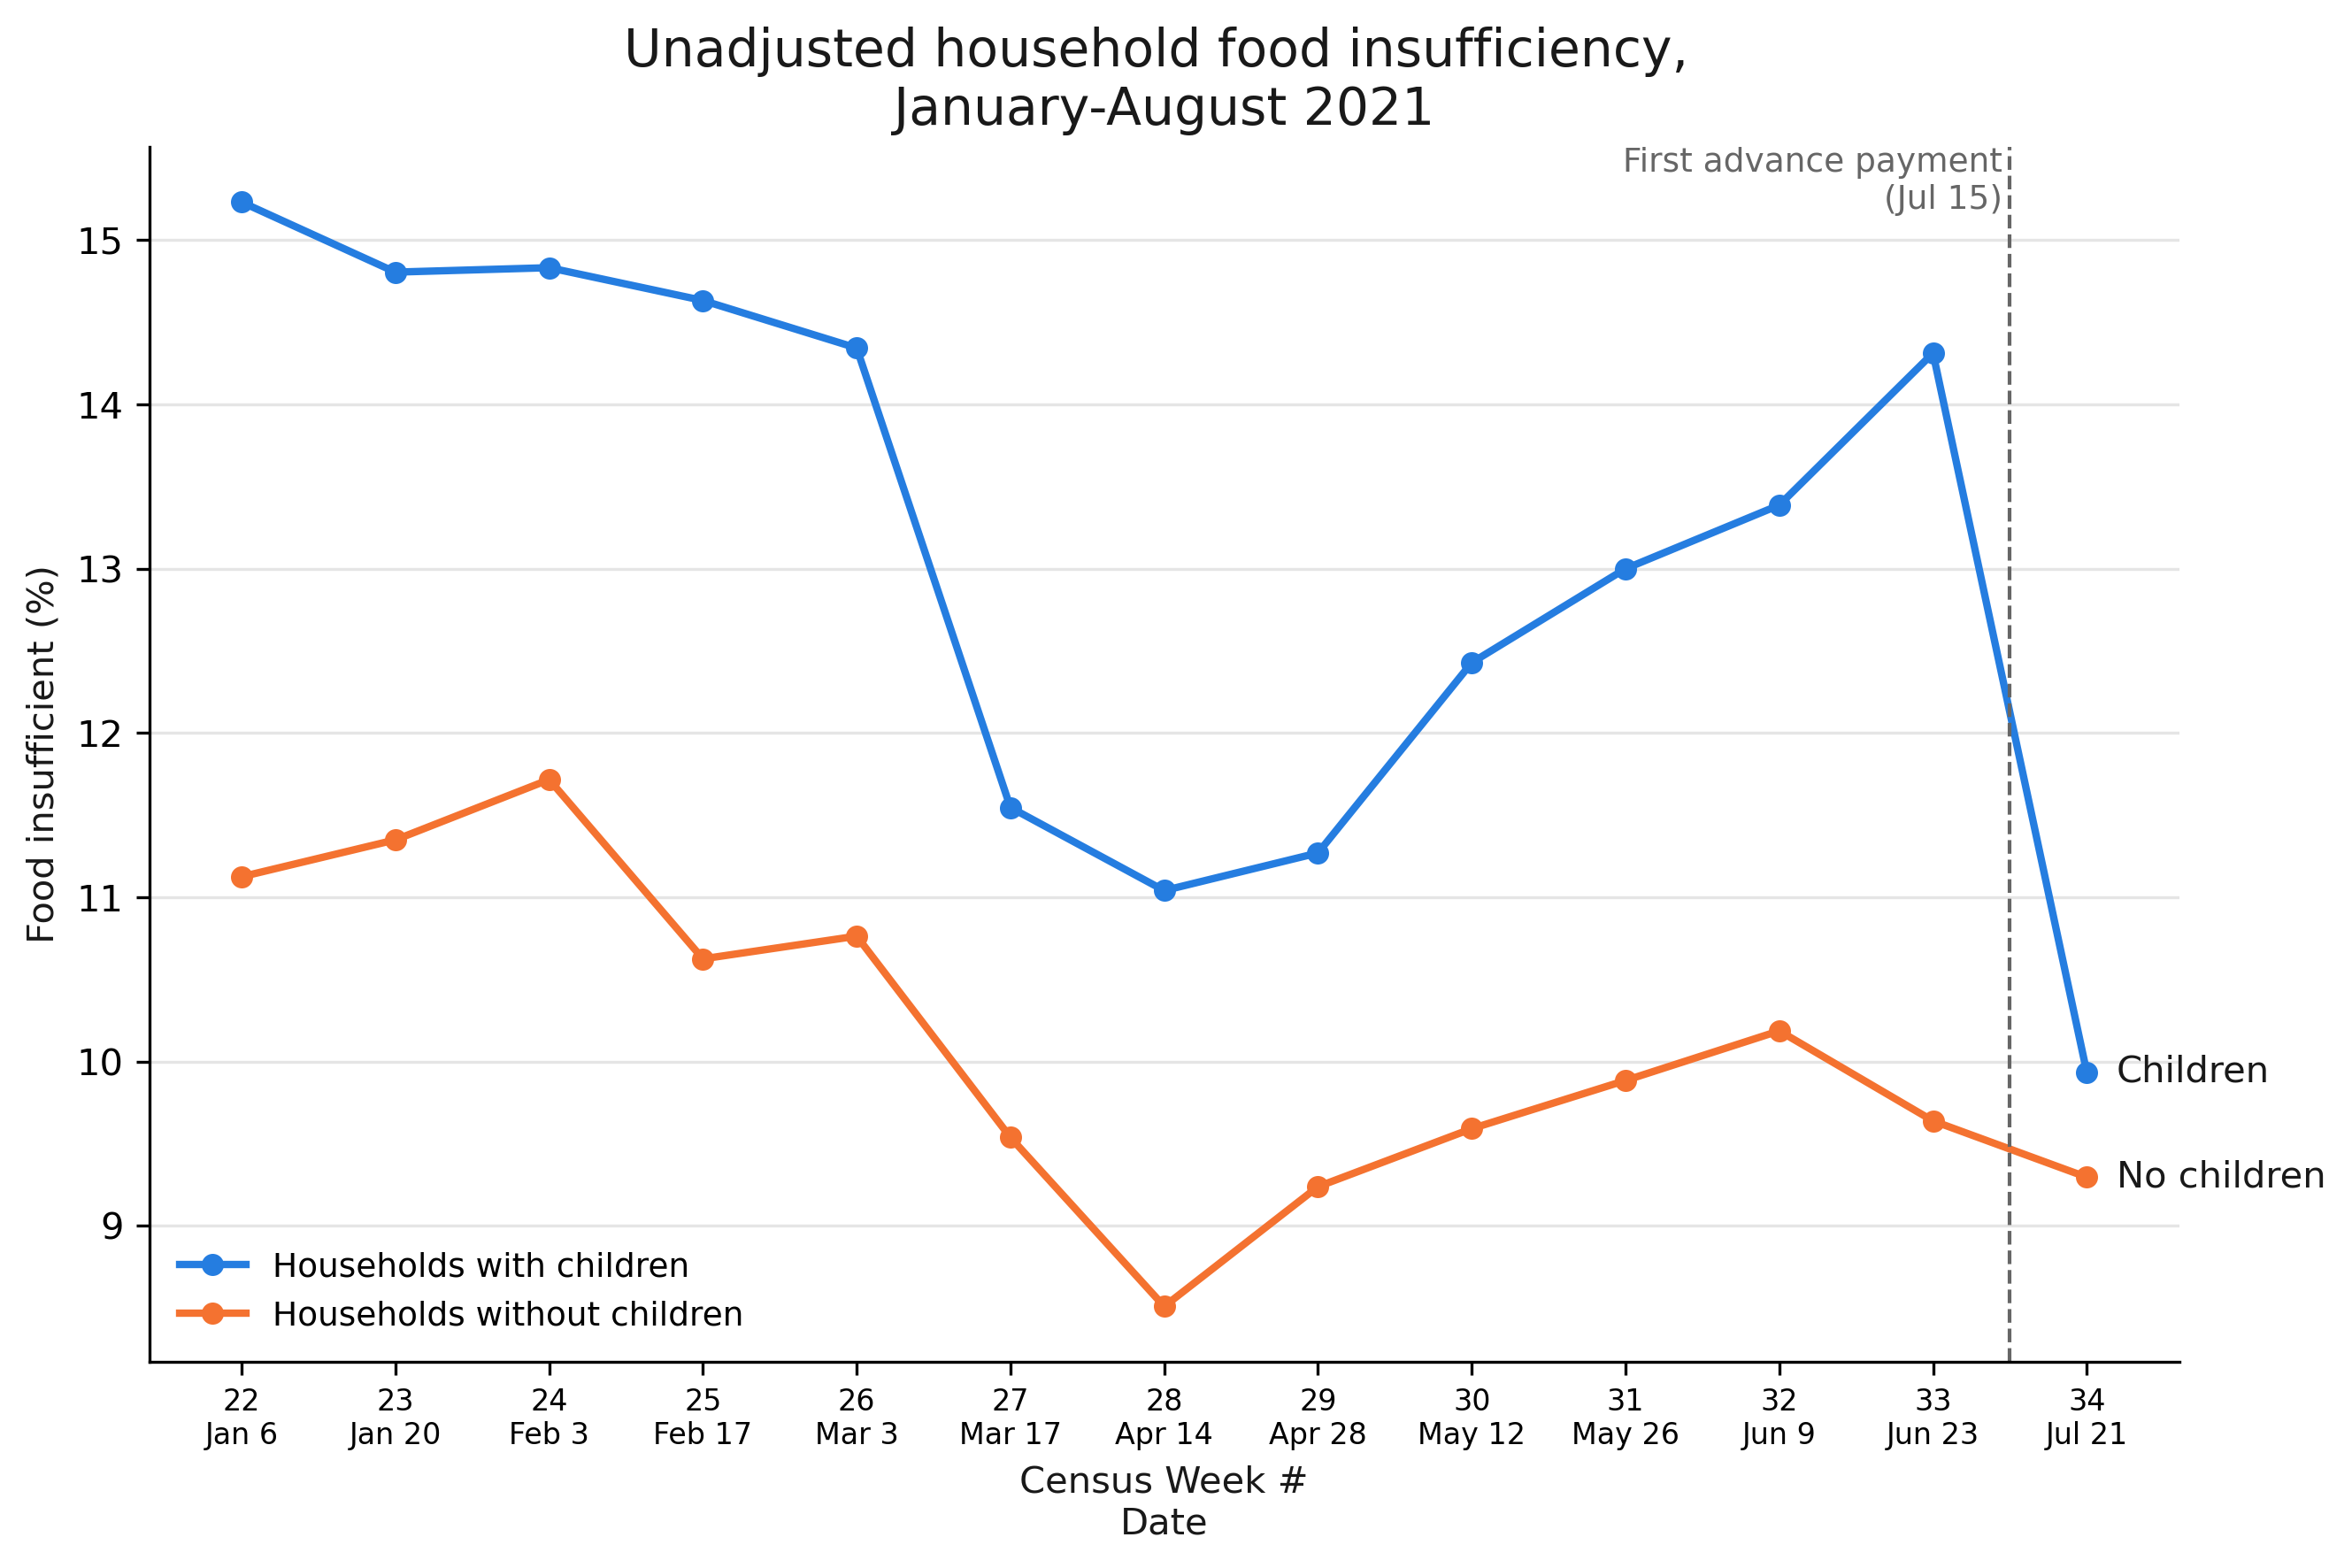 Unadjusted household food insufficiency,
January-August 2021
First advance payment
(Jul 15)
Food insufficient (%)
15
14
13
12
11
10
9
Children
No children
Households with children
Households without children
22 23 24 25 26 27 28 29 30 31 32 33 34
Jan 6 Jan 20 Feb 3 Feb 17 Mar 3 Mar 17 Apr 14 Apr 28 May 12 May 26 Jun 9 Jun 23 Jul 21
Census Week #
Date